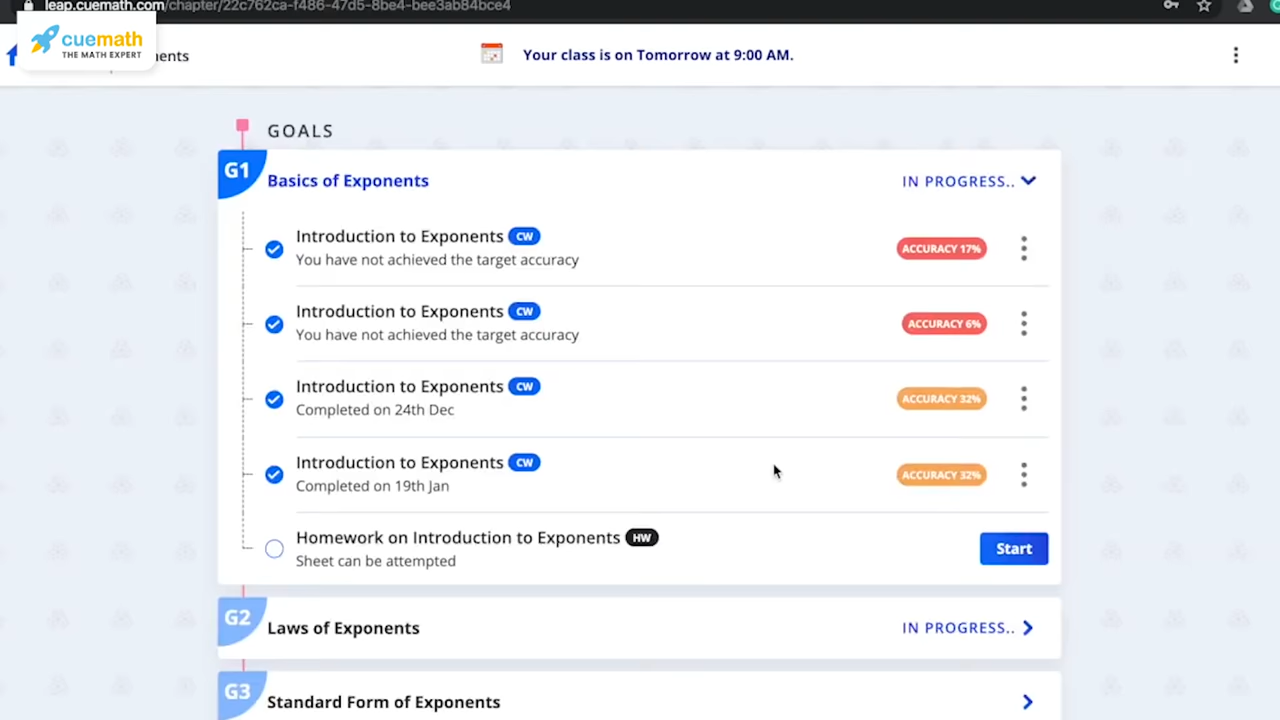 leap.cuemath.com/chapter/22c762ca-f486-47d5-8be4-bee3ab84bce4
cuemath
THE MATH EXPERT
Your class is on Tomorrow at 9:00 AM.
GOALS
G1
Basics of Exponents
IN PROGRESS..
Introduction to Exponents CW
You have not achieved the target accuracy
ACCURACY 17%
Introduction to Exponents CW
You have not achieved the target accuracy
ACCURACY 6%
Introduction to Exponents CW
Completed on 24th Dec
ACCURACY 32%
Introduction to Exponents CW
Completed on 19th Jan
ACCURACY 32%
Homework on Introduction to Exponents HW
Sheet can be attempted
Start
G2
Laws of Exponents
IN PROGRESS..
G3
Standard Form of Exponents